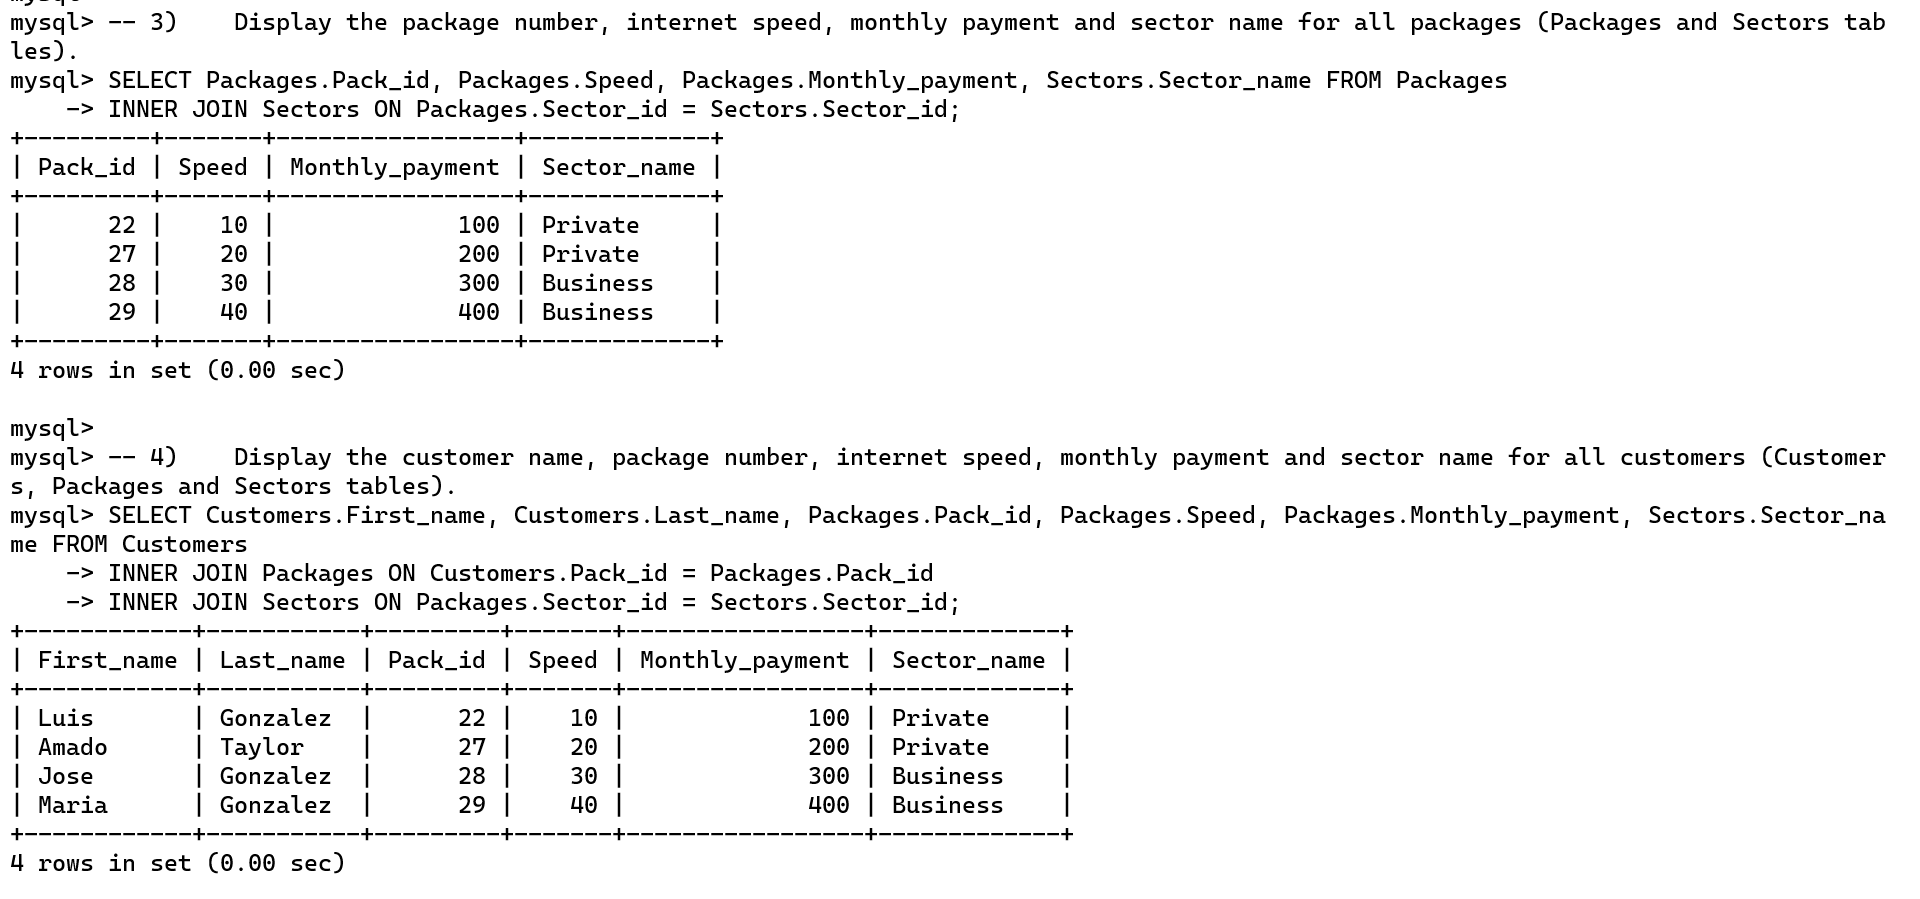 mysql> -- 3)    Display the package number, internet speed, monthly payment and sector name for all packages (Packages and Sectors tab
les).
mysql> SELECT Packages.Pack_id, Packages.Speed, Packages.Monthly_payment, Sectors.Sector_name FROM Packages
    -> INNER JOIN Sectors ON Packages.Sector_id = Sectors.Sector_id;
+---------+-------+-----------------+-------------+
| Pack_id | Speed | Monthly_payment | Sector_name |
+---------+-------+-----------------+-------------+
|      22 |    10 |             100 | Private     |
|      27 |    20 |             200 | Private     |
|      28 |    30 |             300 | Business    |
|      29 |    40 |             400 | Business    |
+---------+-------+-----------------+-------------+
4 rows in set (0.00 sec)

mysql>
mysql> -- 4)    Display the customer name, package number, internet speed, monthly payment and sector name for all customers (Customer
s, Packages and Sectors tables).
mysql> SELECT Customers.First_name, Customers.Last_name, Packages.Pack_id, Packages.Speed, Packages.Monthly_payment, Sectors.Sector_na
me FROM Customers
    -> INNER JOIN Packages ON Customers.Pack_id = Packages.Pack_id
    -> INNER JOIN Sectors ON Packages.Sector_id = Sectors.Sector_id;
+------------+-----------+---------+-------+-----------------+-------------+
| First_name | Last_name | Pack_id | Speed | Monthly_payment | Sector_name |
+------------+-----------+---------+-------+-----------------+-------------+
| Luis       | Gonzalez  |      22 |    10 |             100 | Private     |
| Amado      | Taylor    |      27 |    20 |             200 | Private     |
| Jose       | Gonzalez  |      28 |    30 |             300 | Business    |
| Maria      | Gonzalez  |      29 |    40 |             400 | Business    |
+------------+-----------+---------+-------+-----------------+-------------+
4 rows in set (0.00 sec)